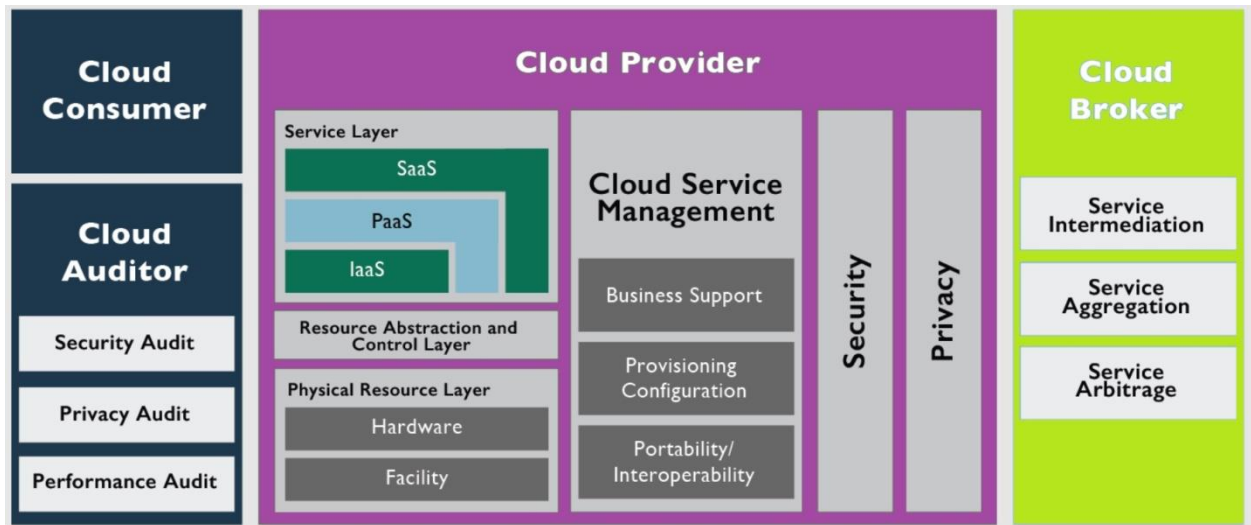 Cloud
Consumer
Cloud
Auditor
Security Audit
Privacy Audit
Performance Audit
Cloud Provider
Service Layer
SaaS
PaaS
IaaS
Resource Abstraction and
Control Layer
Physical Resource Layer
Hardware
Facility
Cloud Service
Management
Business Support
Provisioning
Configuration
Portability/
Interoperability
Security
Privacy
Cloud
Broker
Service
Intermediation
Service
Aggregation
Service
Arbitrage